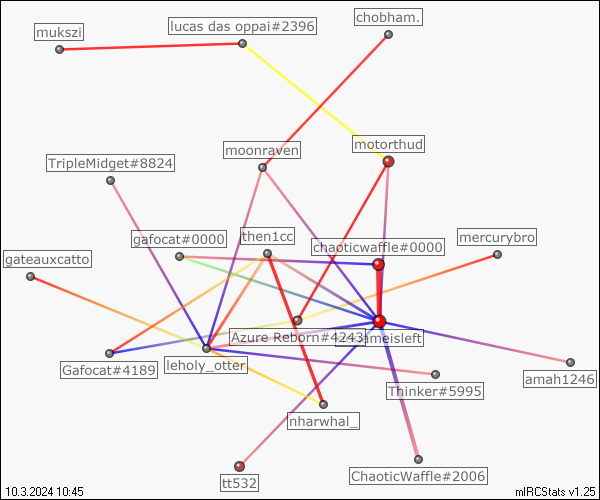 chobham.
lucas das oppai#2396
mukszi
motorthud
moonraven
TripleMidget#8824
then1cc
gafocat#0000
chaoticwaffle#0000
mercurybro
gateauxcatto
Azure Reborn#4243
ameisleft
leholy_otter
Gafocat#4189
amah1246
Thinker#5995
nharwhal_
ChaoticWaffle#2006
tt532
10.3.2024 10:45
mIRCStats v1.25